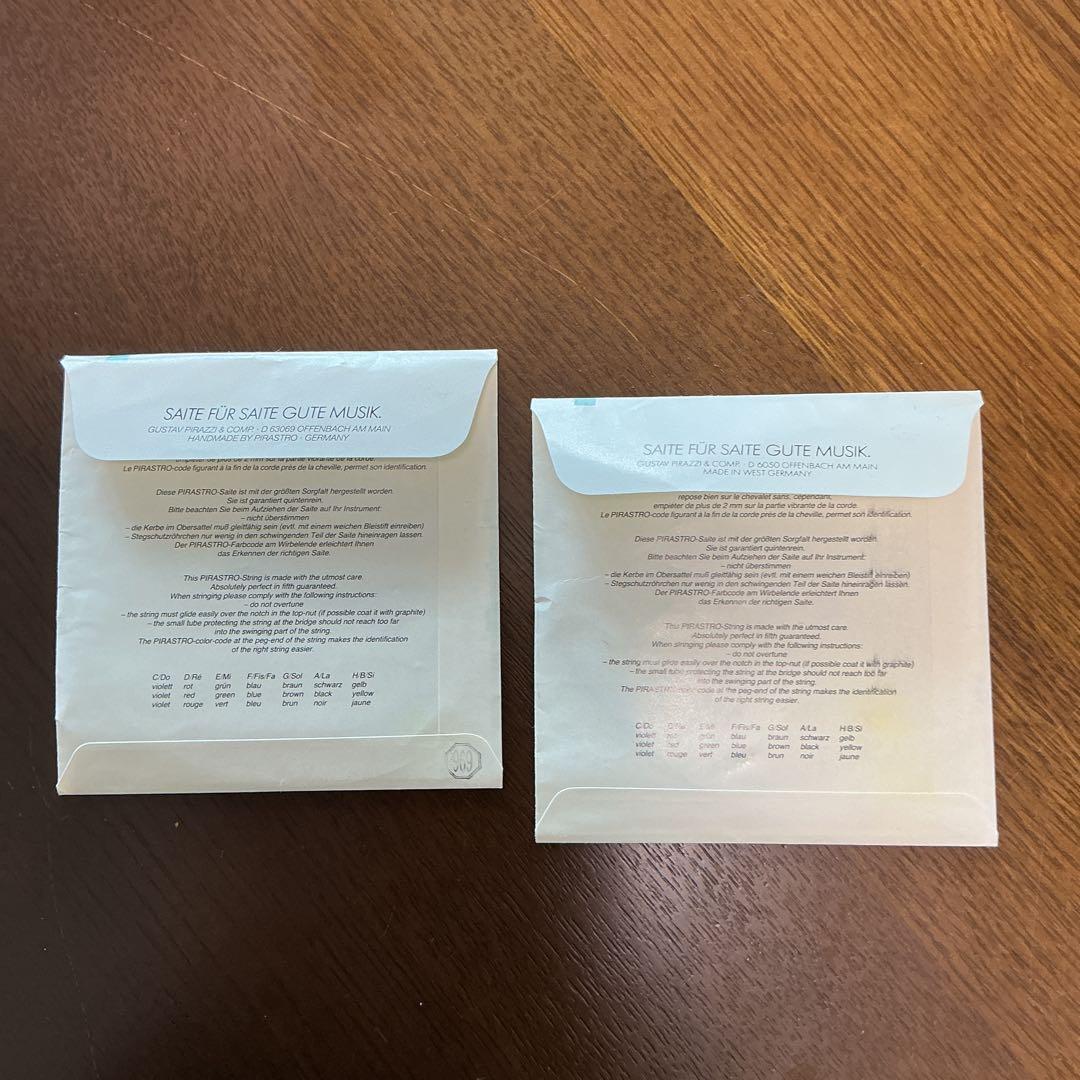 SAITE FÜR SAITE GUTE MUSIK.
GUSTAV PIRAZZI & COMP. · D 63069 OFFENBACH AM MAIN
HANDMADE BY PIRASTRO · GERMANY
empiéter de plus de 2 mm sur la partie vibrante de la corde.
Le PIRASTRO-code figurant à la fin de la corde près de la cheville, permet son identification.
Diese PIRASTRO-Saite ist mit der größten Sorgfalt hergestellt worden.
Sie ist garantiert quintenrein.
Bitte beachten Sie beim Aufziehen der Saite auf Ihr Instrument:
– nicht überstimmen
– die Kerbe im Obersattel muß gleitfähig sein (evtl. mit einem weichen Bleistift einreiben)
– Stegschutzröhrchen nur wenig in den schwingenden Teil der Saite hineinragen lassen.
Der PIRASTRO-Farbcode am Wirbelende erleichtert Ihnen
das Erkennen der richtigen Saite.
This PIRASTRO-String is made with the utmost care.
Absolutely perfect in fifth guaranteed.
When stringing please comply with the following instructions:
– do not overtune
– the string must glide easily over the notch in the top-nut (if possible coat it with graphite)
– the small tube protecting the string at the bridge should not reach too far
into the swinging part of the string.
The PIRASTRO-color-code at the peg-end of the string makes the identification
of the right string easier.
C/Do D/Ré E/Mi F/Fis/Fa G/Sol A/La H/B/Si
violett rot grün blau braun schwarz gelb
violet red green blue brown black yellow
violet rouge vert bleu brun noir jaune
969
SAITE FÜR SAITE GUTE MUSIK.
GUSTAV PIRAZZI & COMP. · D 6050 OFFENBACH AM MAIN
MADE IN WEST GERMANY
repose bien sur le chevalet sans, cependant,
empiéter de plus de 2 mm sur la partie vibrante de la corde.
Le PIRASTRO-code figurant à la fin de la corde près de la cheville, permet son identification.
Diese PIRASTRO-Saite ist mit der größten Sorgfalt hergestellt worden.
Sie ist garantiert quintenrein.
Bitte beachten Sie beim Aufziehen der Saite auf Ihr Instrument:
– nicht überstimmen
– die Kerbe im Obersattel muß gleitfähig sein (evtl. mit einem weichen Bleistift einreiben)
– Stegschutzröhrchen nur wenig in den schwingenden Teil der Saite hineinragen lassen.
Der PIRASTRO-Farbcode am Wirbelende erleichtert Ihnen
das Erkennen der richtigen Saite.
This PIRASTRO-String is made with the utmost care.
Absolutely perfect in fifth guaranteed.
When stringing please comply with the following instructions:
– do not overtune
– the string must glide easily over the notch in the top-nut (if possible coat it with graphite)
– the small tube protecting the string at the bridge should not reach too far
into the swinging part of the string.
The PIRASTRO-color-code at the peg-end of the string makes the identification
of the right string easier.
C/Do D/Ré E/Mi F/Fis/Fa G/Sol A/La H/B/Si
violett rot grün blau braun schwarz gelb
violet red green blue brown black yellow
violet rouge vert bleu brun noir jaune